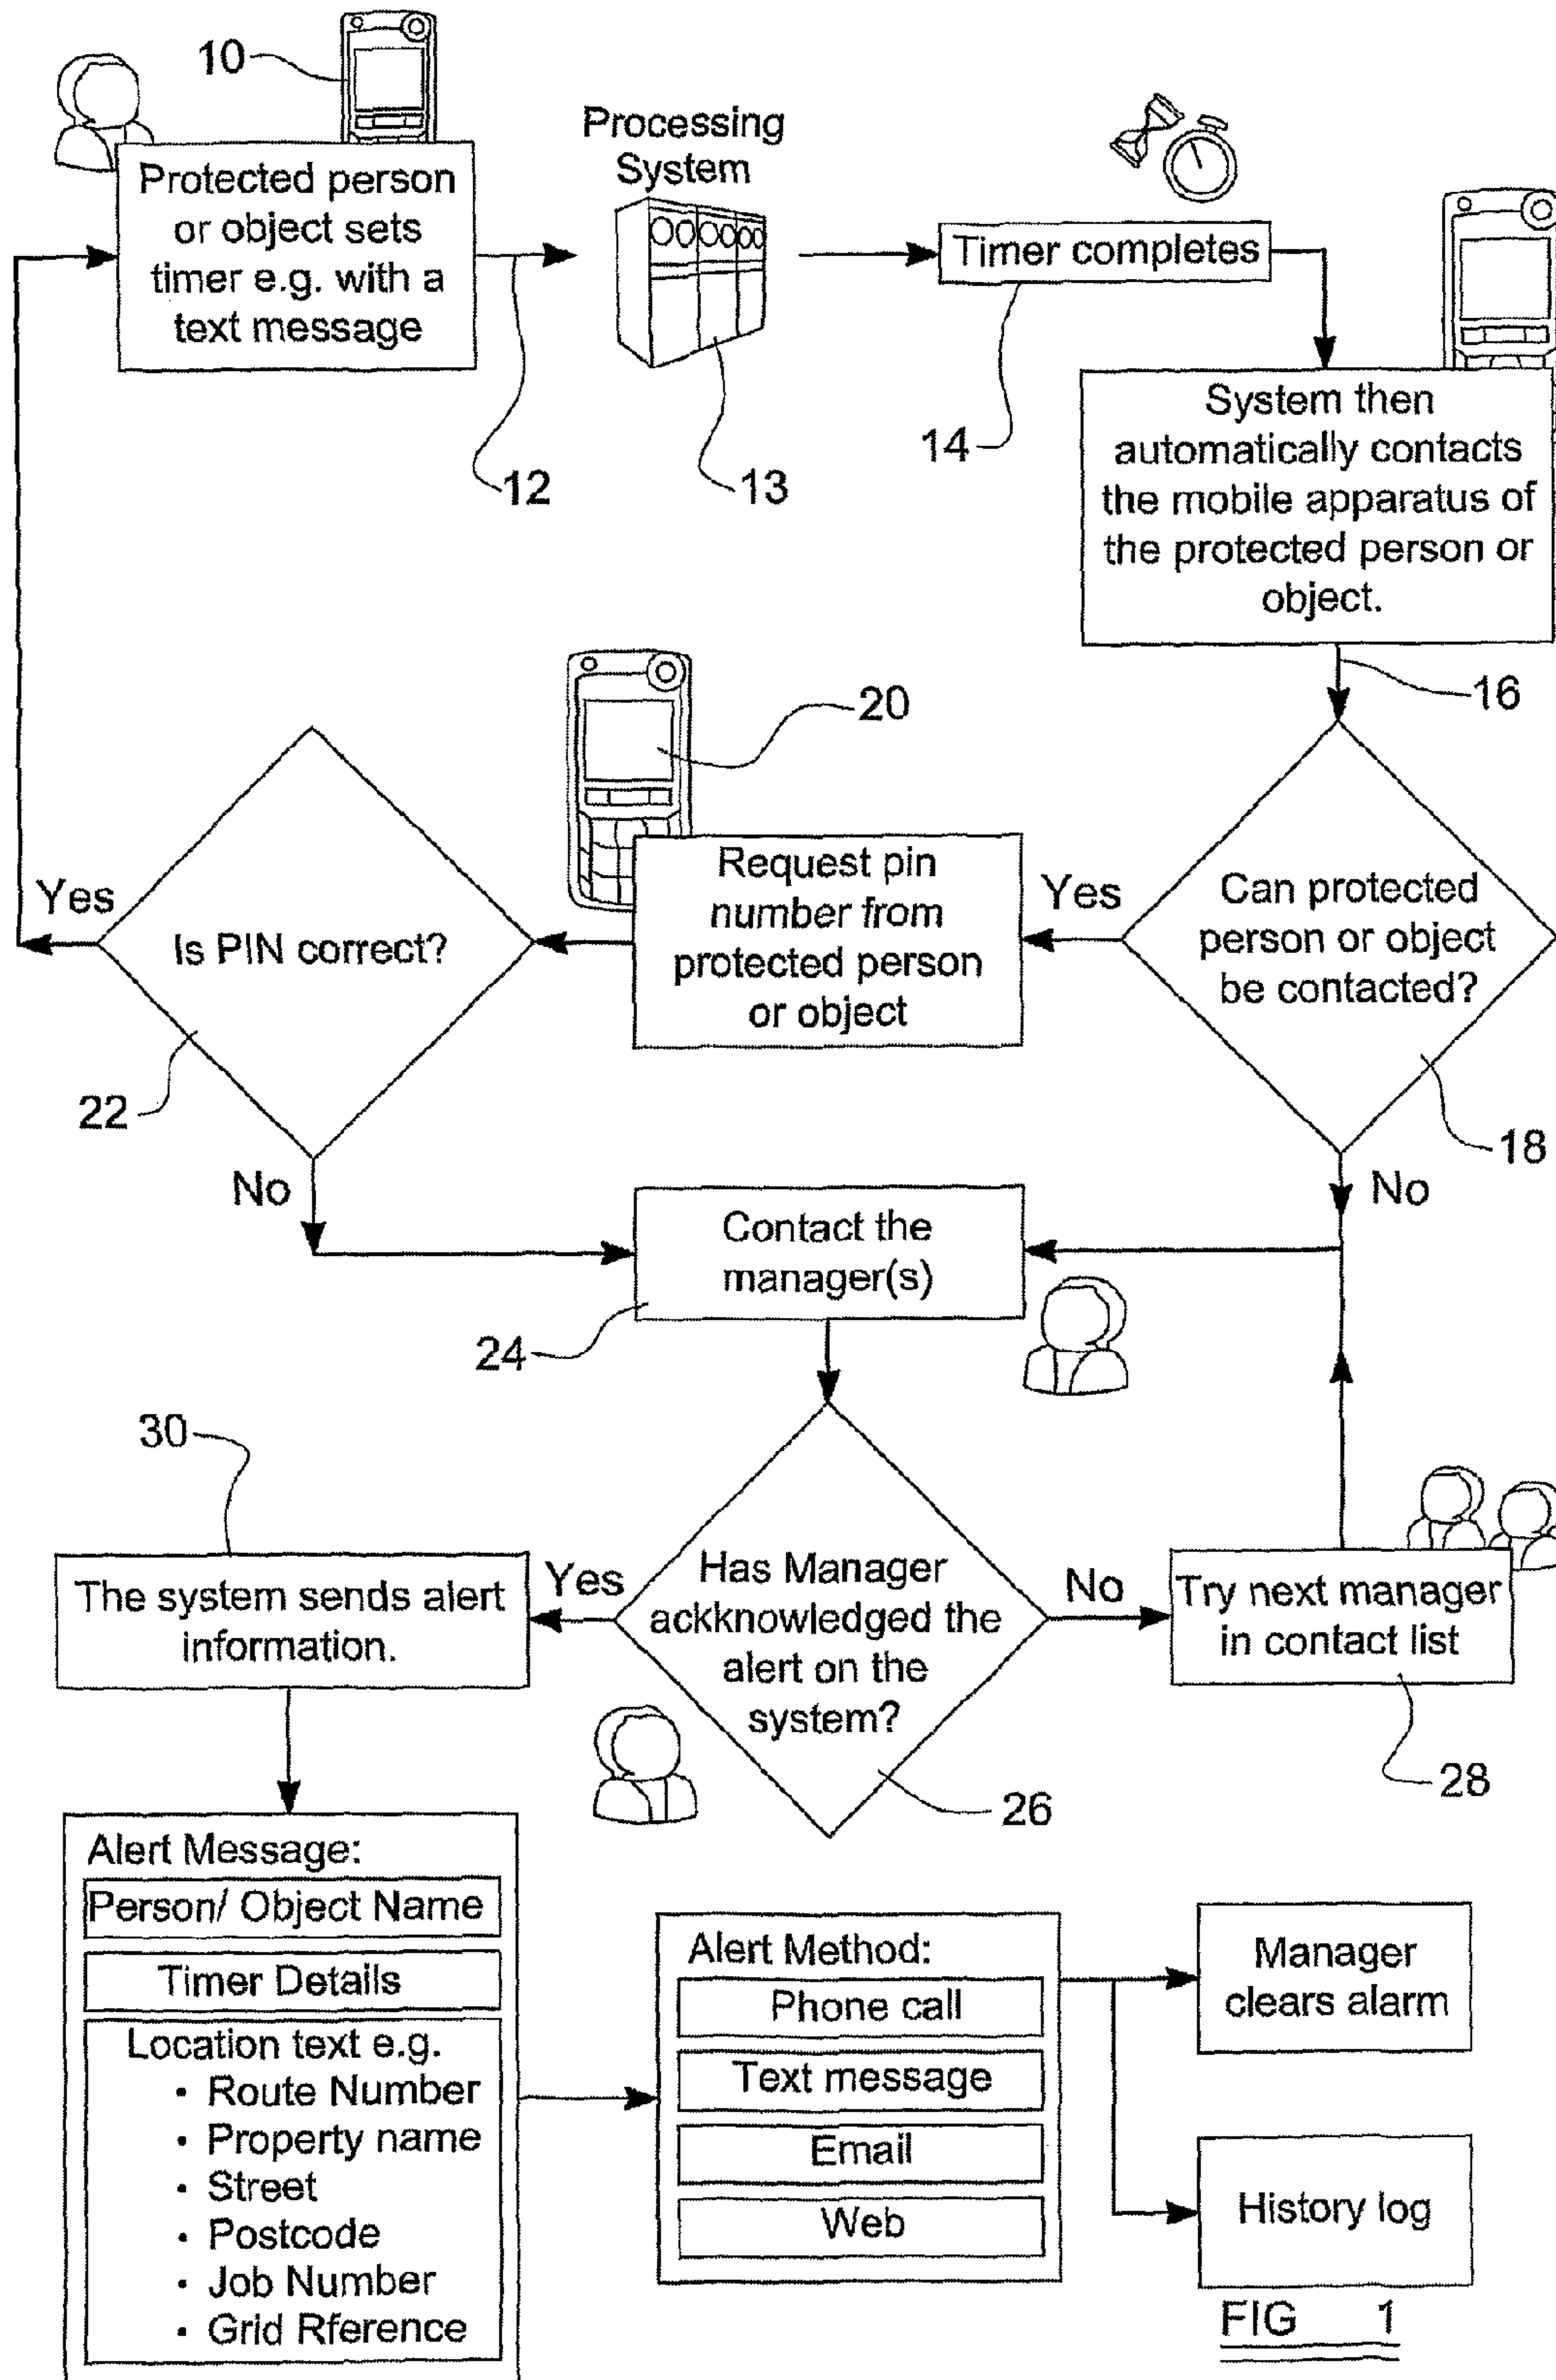 10
Processing
System
Protected person
or object sets
timer e.g. with a
text message
Timer completes
12
13
14
System then
automatically contacts
the mobile apparatus of
the protected person or
object.
16
20
Yes
Is PIN correct?
Request pin
number from
protected person
or object
Yes
Can protected
person or object
be contacted?
22
18
No
No
Contact the
manager(s)
24
30
The system sends alert
information.
Yes
Has Manager
ackknowledged the
alert on the
system?
No
Try next manager
in contact list
28
26
Alert Message:
Person/ Object Name
Timer Details
Location text e.g.
· Route Number
· Property name
· Street
· Postcode
· Job Number
· Grid Rference
Alert Method:
Phone call
Text message
Email
Web
Manager
clears alarm
History log
FIG 1